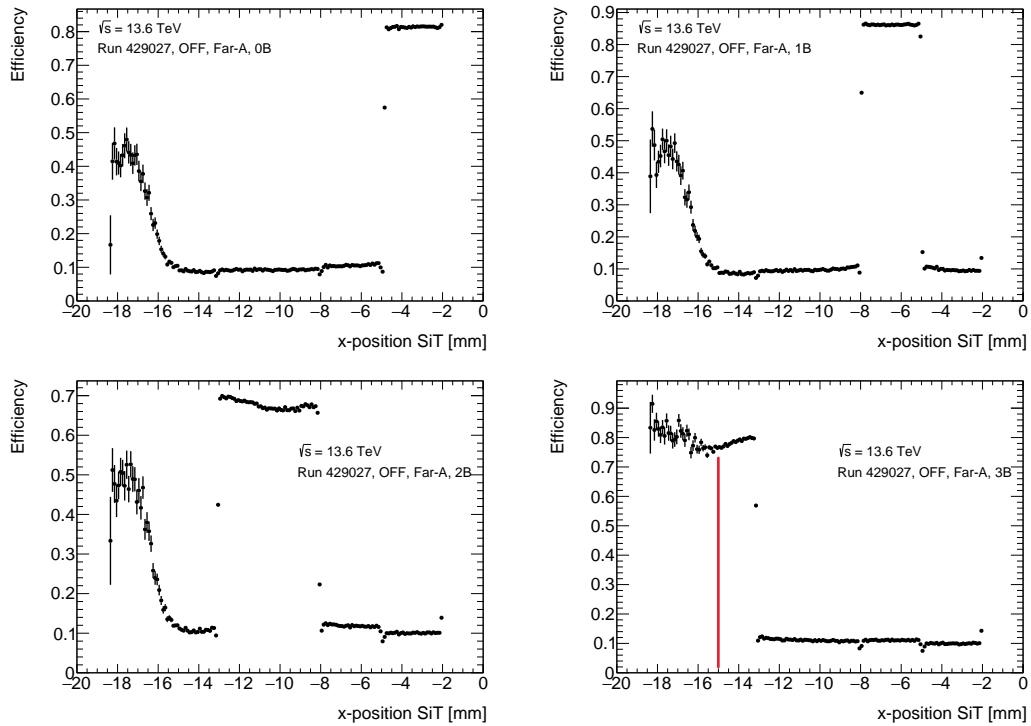 Efficiency
0.8
0.7
0.6
0.5
0.4
0.3
0.2
0.1
0
√s = 13.6 TeV
Run 429027, OFF, Far-A, 0B
−20 −18 −16 −14 −12 −10 −8 −6 −4 −2 0
x-position SiT [mm]
Efficiency
0.9
0.8
0.7
0.6
0.5
0.4
0.3
0.2
0.1
0
√s = 13.6 TeV
Run 429027, OFF, Far-A, 1B
−20 −18 −16 −14 −12 −10 −8 −6 −4 −2 0
x-position SiT [mm]
Efficiency
0.7
0.6
0.5
0.4
0.3
0.2
0.1
0
√s = 13.6 TeV
Run 429027, OFF, Far-A, 2B
−20 −18 −16 −14 −12 −10 −8 −6 −4 −2 0
x-position SiT [mm]
Efficiency
0.9
0.8
0.7
0.6
0.5
0.4
0.3
0.2
0.1
0
√s = 13.6 TeV
Run 429027, OFF, Far-A, 3B
−20 −18 −16 −14 −12 −10 −8 −6 −4 −2 0
x-position SiT [mm]